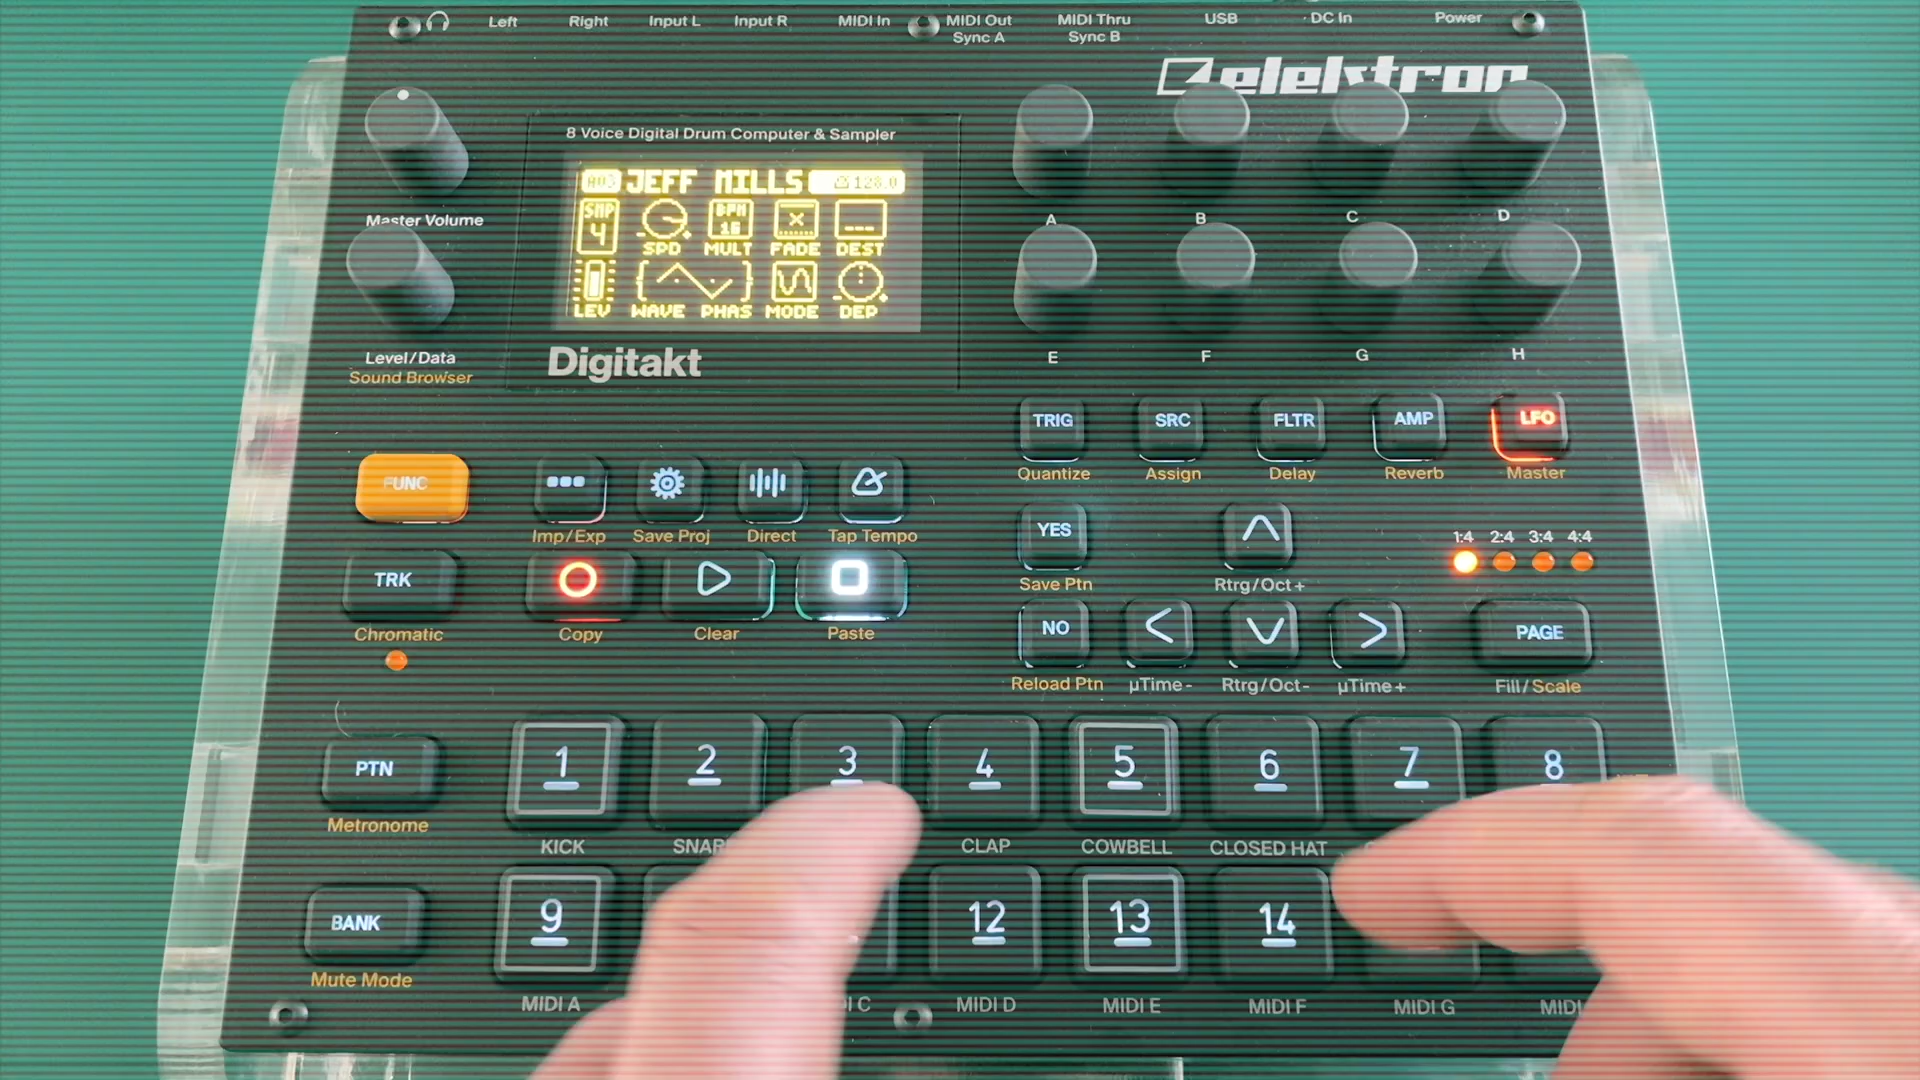 Left Right Input L Input R MIDI In MIDI Out MIDI Thru USB DC In Power
Sync A Sync B
elektron
8 Voice Digital Drum Computer & Sampler
A03 JEFF MILLS 128.0
SMP BPM
4 16
SPD MULT FADE DEST
LEV WAVE PHAS MODE DEP
Master Volume
A B C D
Digitakt
Level/Data
Sound Browser
E F G H
TRIG SRC FLTR AMP LFO
Quantize Assign Delay Reverb Master
FUNC
Imp/Exp Save Proj Direct Tap Tempo
YES
1:4 2:4 3:4 4:4
Save Ptn Rtrg/Oct+
TRK
Chromatic Copy Clear Paste
NO PAGE
Reload Ptn µTime- Rtrg/Oct- µTime+ Fill/Scale
PTN 1 2 3 4 5 6 7 8
Metronome
KICK CLAP COWBELL CLOSED HAT
BANK 9 12 13 14
Mute Mode
MIDI A MIDI D MIDI E MIDI F MIDI G MIDI